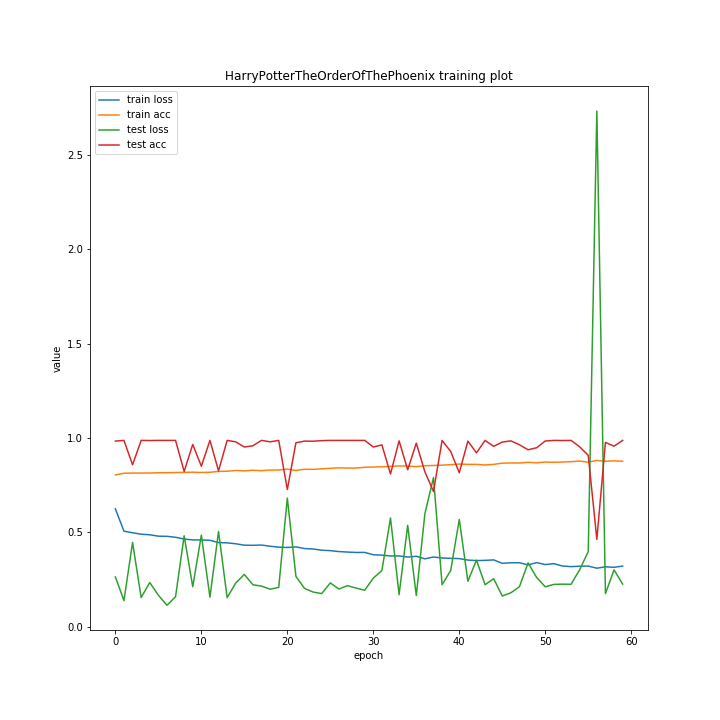 HarryPotterTheOrderOfThePhoenix training plot
train loss
train acc
test loss
test acc
2.5
2.0
1.5
1.0
0.5
0.0
value
0 10 20 30 40 50 60
epoch